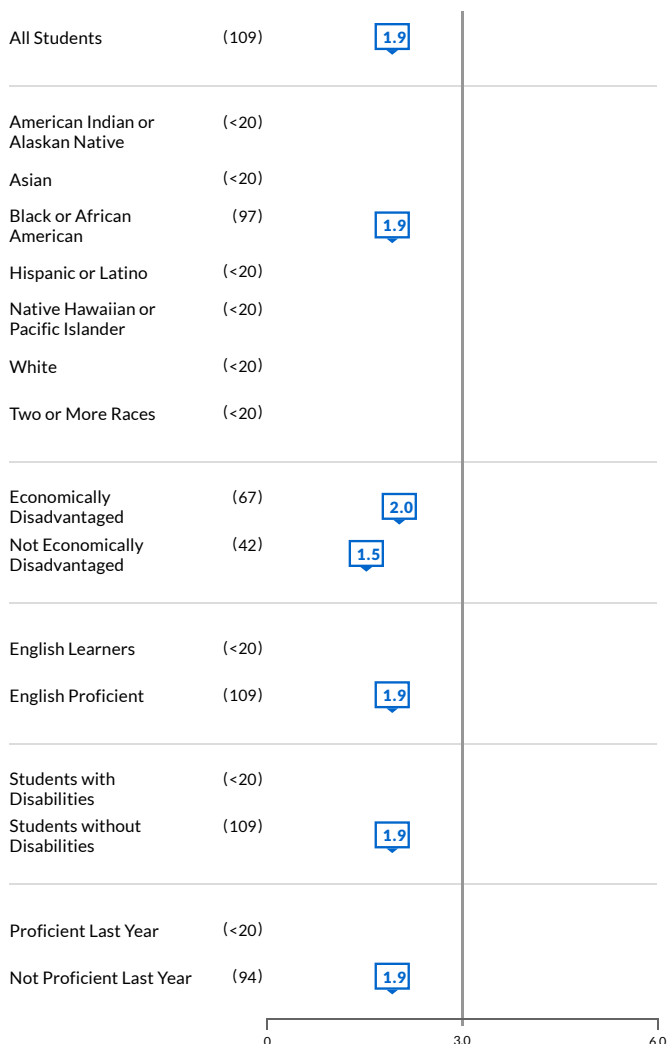 All Students (109) 1.9
American Indian or (<20)
Alaskan Native
Asian (<20)
Black or African (97) 1.9
American
Hispanic or Latino (<20)
Native Hawaiian or (<20)
Pacific Islander
White (<20)
Two or More Races (<20)
Economically (67) 2.0
Disadvantaged
Not Economically (42) 1.5
Disadvantaged
English Learners (<20)
English Proficient (109) 1.9
Students with (<20)
Disabilities
Students without (109) 1.9
Disabilities
Proficient Last Year (<20)
Not Proficient Last Year (94) 1.9
0 3.0 6.0